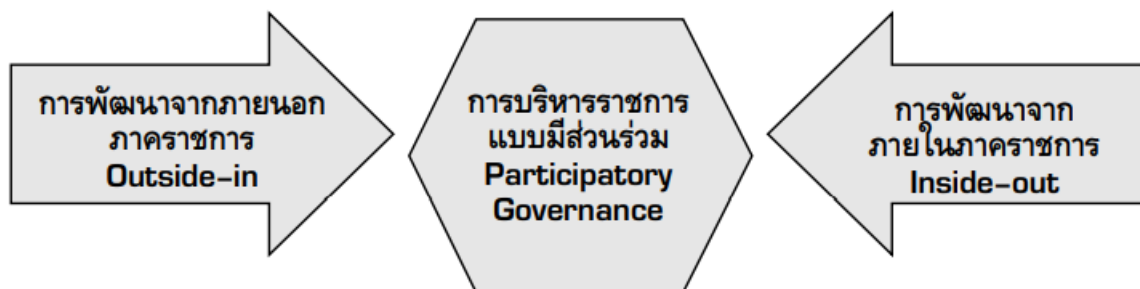 การพัฒนาจากภายนอก
ภาคราชการ
Outside-in
การบริหารราชการ
แบบมีส่วนร่วม
Participatory
Governance
การพัฒนาจาก
ภายในภาคราชการ
Inside-out